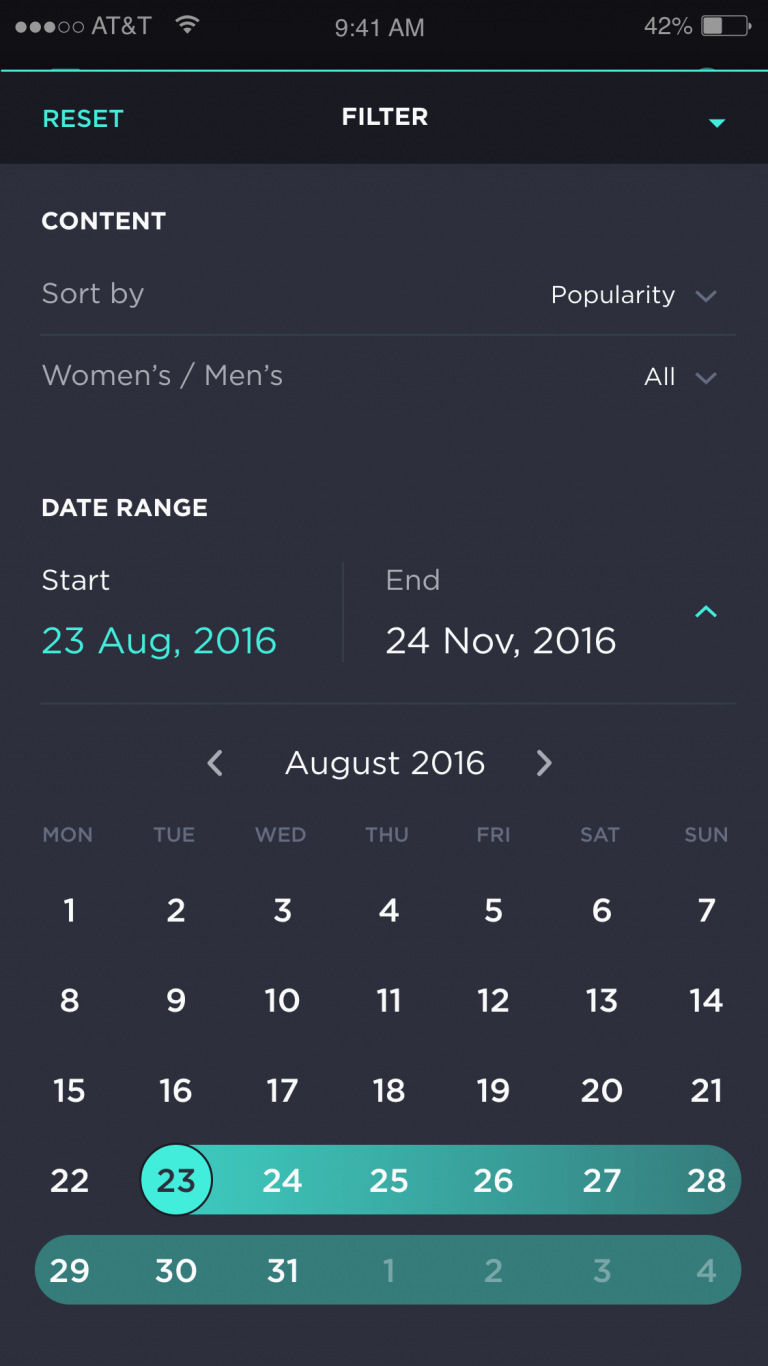 AT&T 9:41 AM 42%
RESET FILTER
CONTENT
Sort by Popularity
Women’s / Men’s All
DATE RANGE
Start End
23 Aug, 2016 24 Nov, 2016
August 2016
MON TUE WED THU FRI SAT SUN
1 2 3 4 5 6 7
8 9 10 11 12 13 14
15 16 17 18 19 20 21
22 23 24 25 26 27 28
29 30 31 1 2 3 4